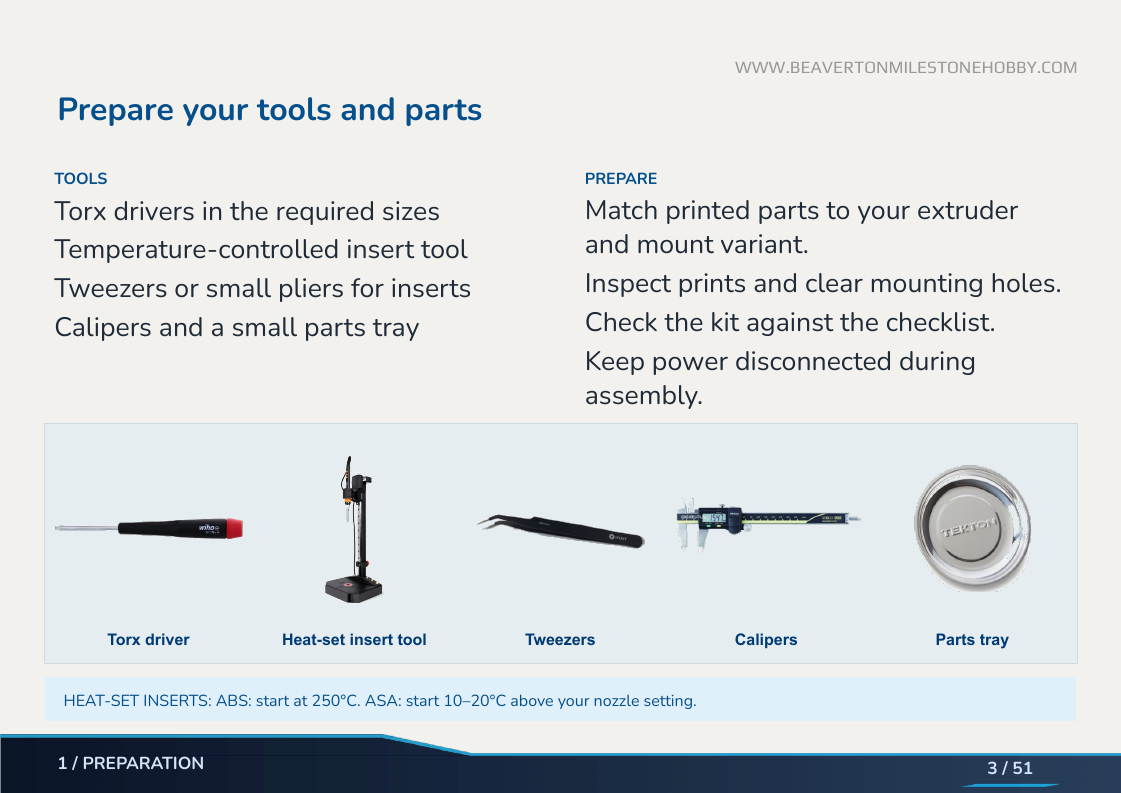 WWW.BEAVERTONMILESTONEHOBBY.COM
Prepare your tools and parts
TOOLS
Torx drivers in the required sizes
Temperature-controlled insert tool
Tweezers or small pliers for inserts
Calipers and a small parts tray
PREPARE
Match printed parts to your extruder
and mount variant.
Inspect prints and clear mounting holes.
Check the kit against the checklist.
Keep power disconnected during
assembly.
wiha
TEKTON
Torx driver
Heat-set insert tool
Tweezers
Calipers
Parts tray
HEAT-SET INSERTS: ABS: start at 250°C. ASA: start 10–20°C above your nozzle setting.
1 / PREPARATION
3 / 51